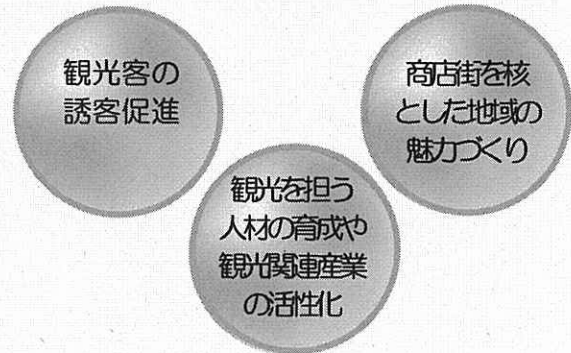 観光客の
誘客促進
商店街を核
とした地域の
魅力づくり
観光を担う
人材の育成や
観光関連産業
の活性化